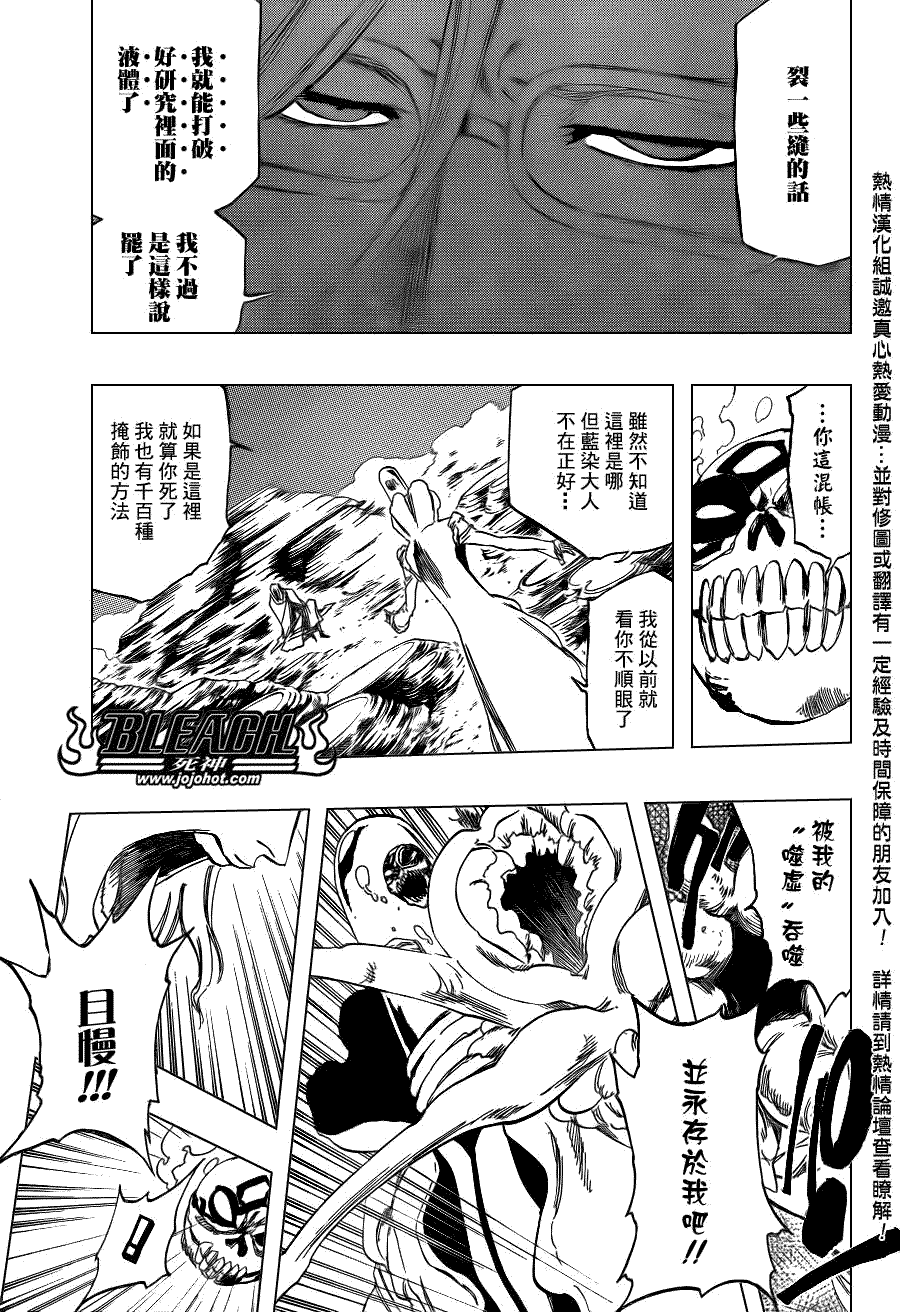 裂一些縫的話
我就能打破
好研究裡面的
液體了
我不過
是這樣說
罷了
…你這混帳…
雖然不知道
這裡是哪
但藍染大人
不在正好…
我從以前就
看你不順眼了
如果是這裡
就算你死了
我也有千百種
掩飾的方法
BLEACH
死神
www.jojohot.com
被我的
“噬虛”吞噬
並永存於我吧!!
且慢!!!
!
熱情漢化組誠邀真心熱愛動漫…並對修圖或翻譯有一定經驗及時間保障的朋友加入! 詳情請到熱情論壇查看瞭解!